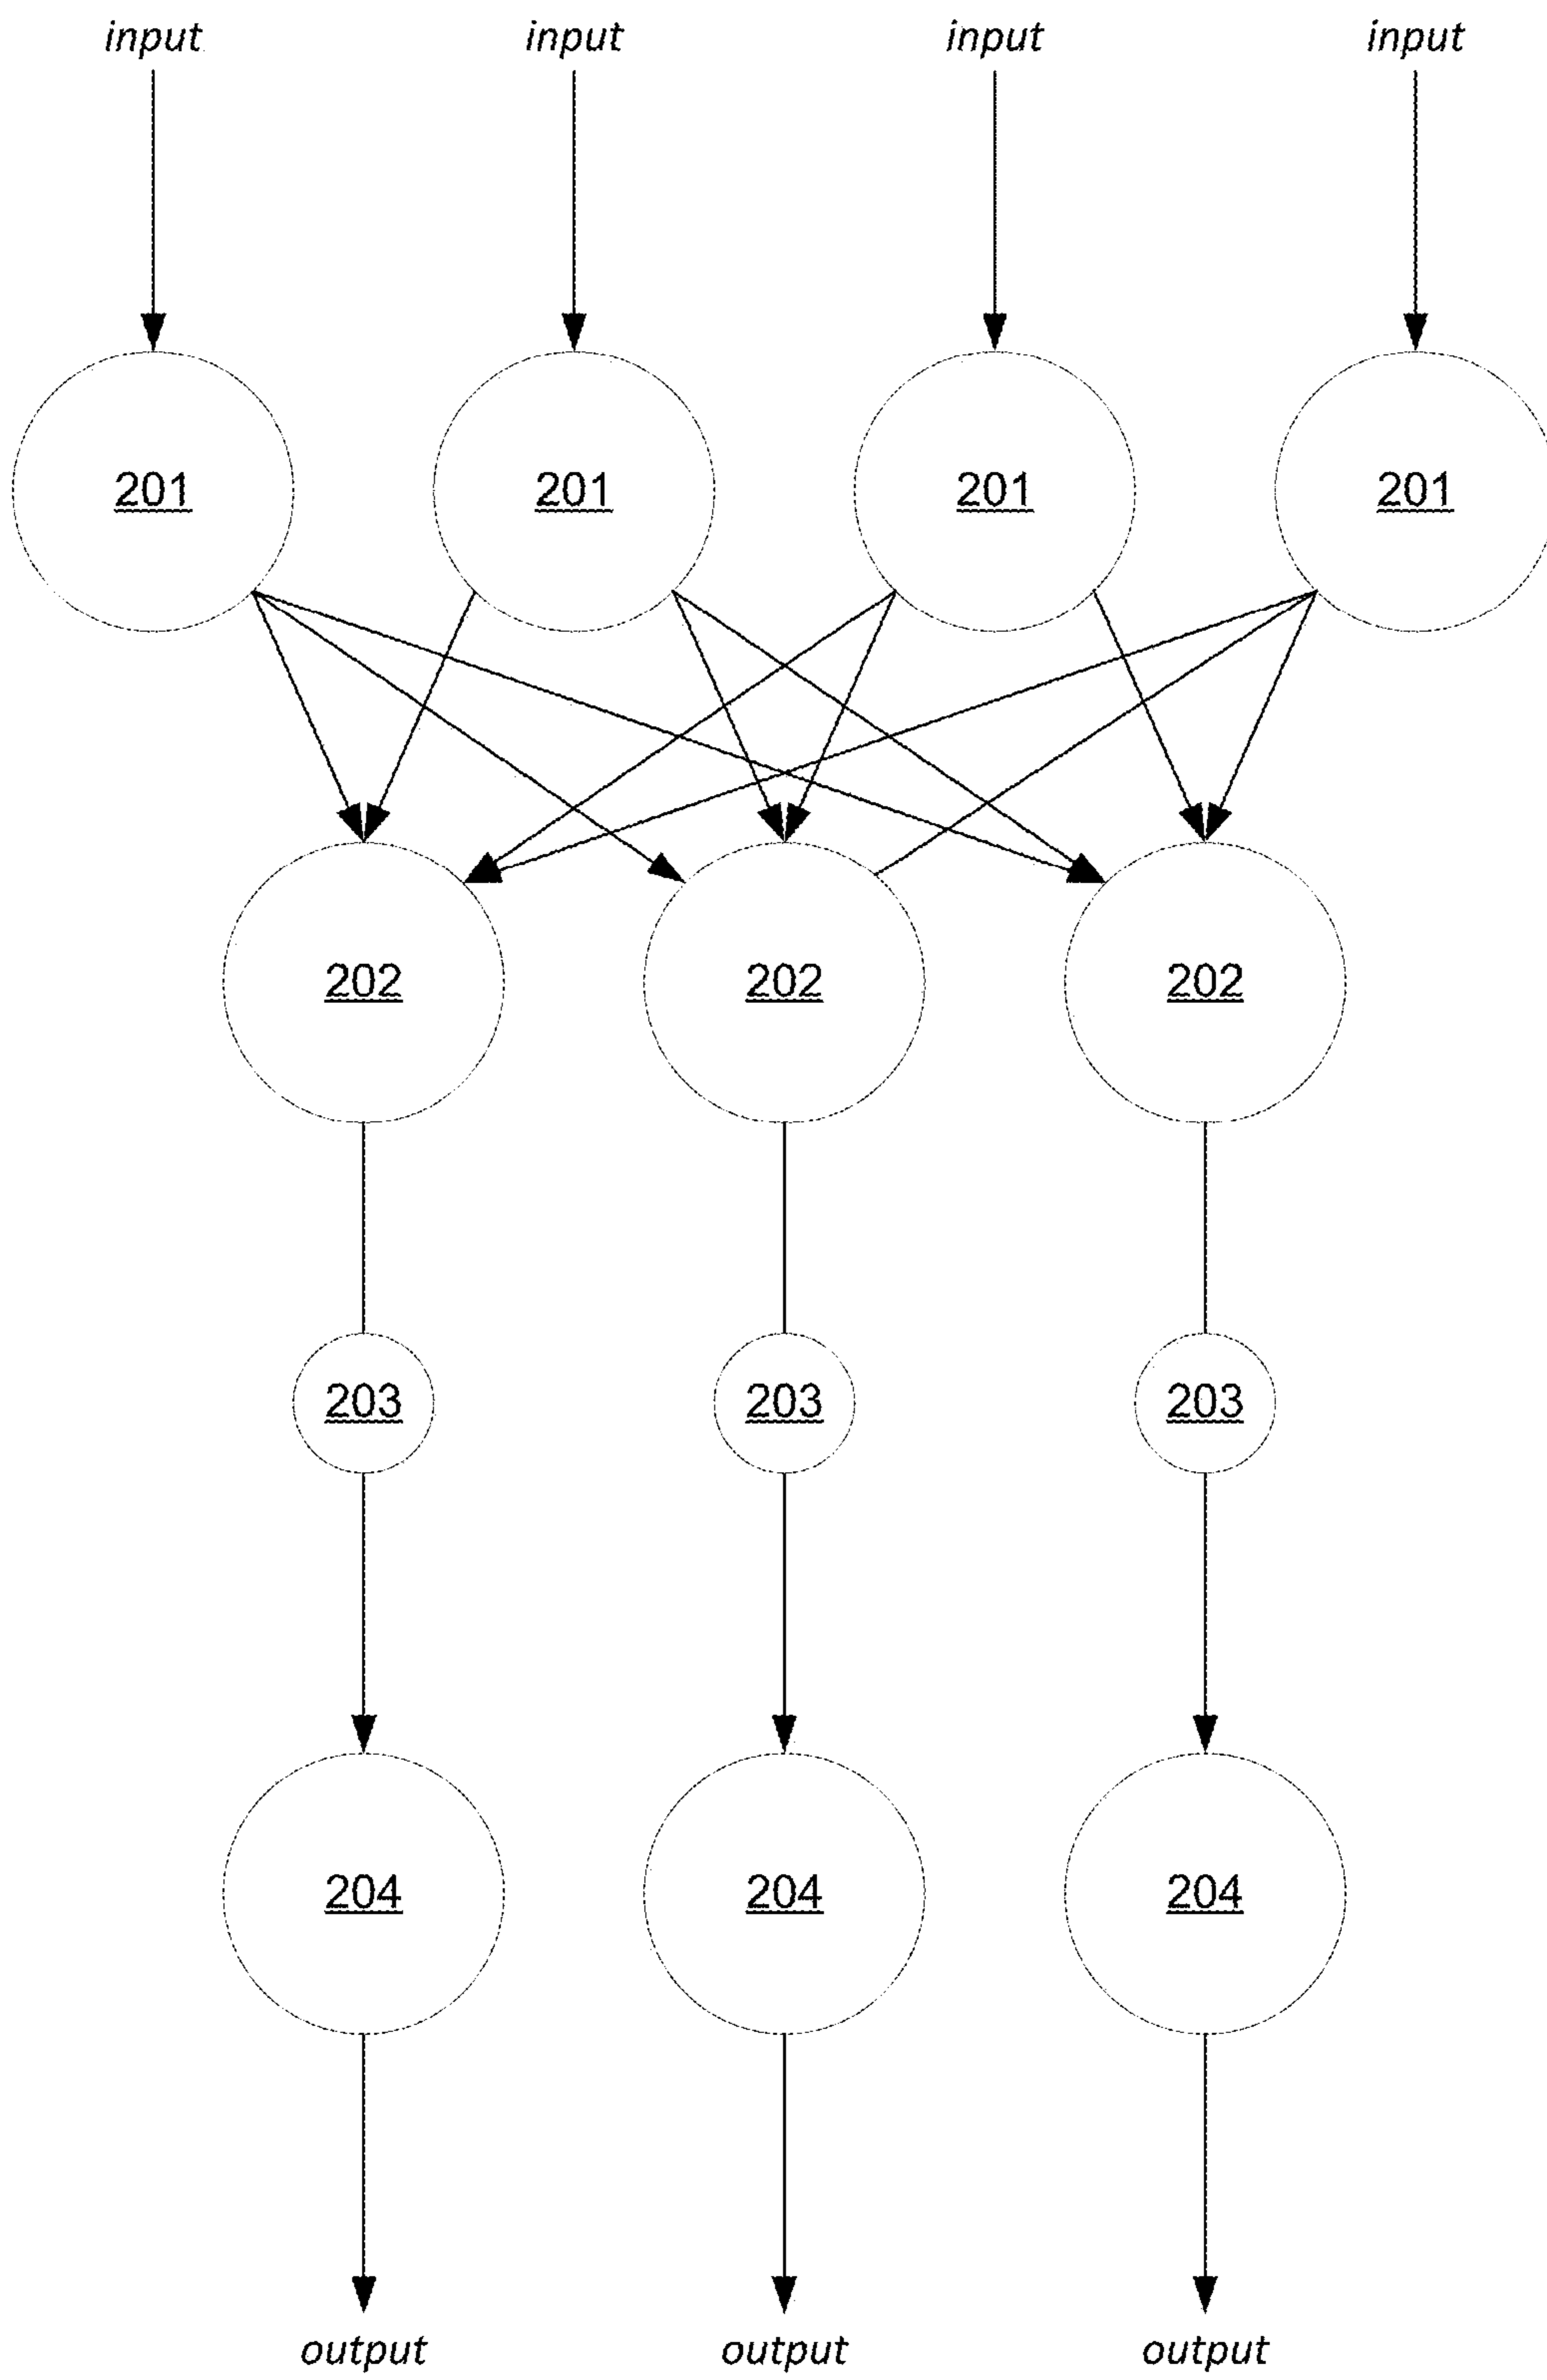 input input input input
201 201 201 201
202 202 202
203 203 203
204 204 204
output output output